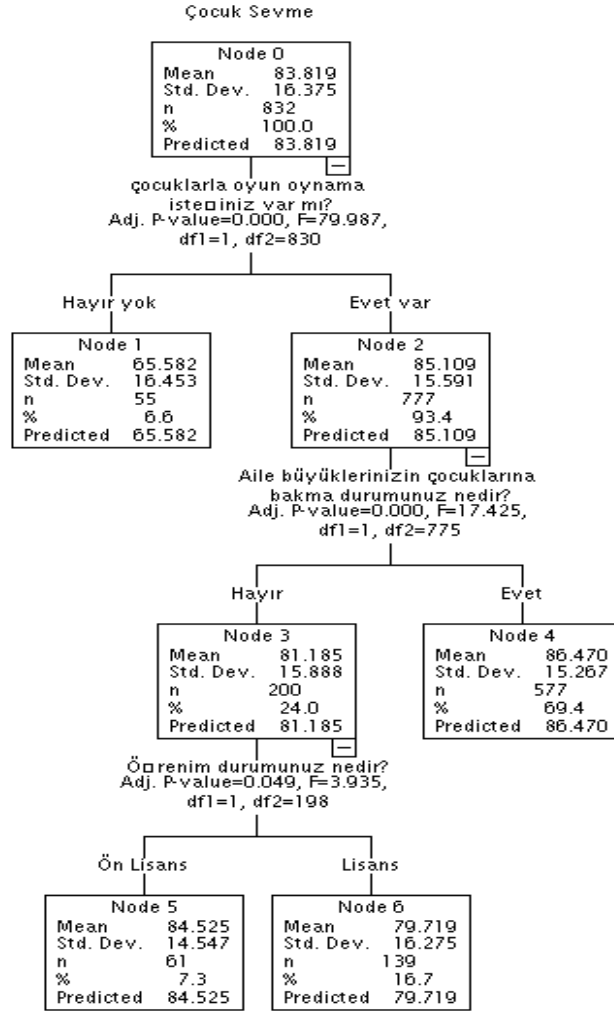 Çocuk Sevme
Node 0
Mean 83.819
Std. Dev. 16.375
n 832
% 100.0
Predicted 83.819
çocuklarla oyun oynama
iste□iniz var mı?
Adj. P-value=0.000, F=79.987,
df1=1, df2=830
Hayır yok
Evet var
Node 1
Mean 65.582
Std. Dev. 16.453
n 55
% 6.6
Predicted 65.582
Node 2
Mean 85.109
Std. Dev. 15.591
n 777
% 93.4
Predicted 85.109
Aile büyüklerinizin çocuklarına
bakma durumunuz nedir?
Adj. P-value=0.000, F=17.425,
df1=1, df2=775
Hayır
Evet
Node 3
Mean 81.185
Std. Dev. 15.888
n 200
% 24.0
Predicted 81.185
Node 4
Mean 86.470
Std. Dev. 15.267
n 577
% 69.4
Predicted 86.470
Ö□renim durumunuz nedir?
Adj. P-value=0.049, F=3.935,
df1=1, df2=198
Ön Lisans
Lisans
Node 5
Mean 84.525
Std. Dev. 14.547
n 61
% 7.3
Predicted 84.525
Node 6
Mean 79.719
Std. Dev. 16.275
n 139
% 16.7
Predicted 79.719